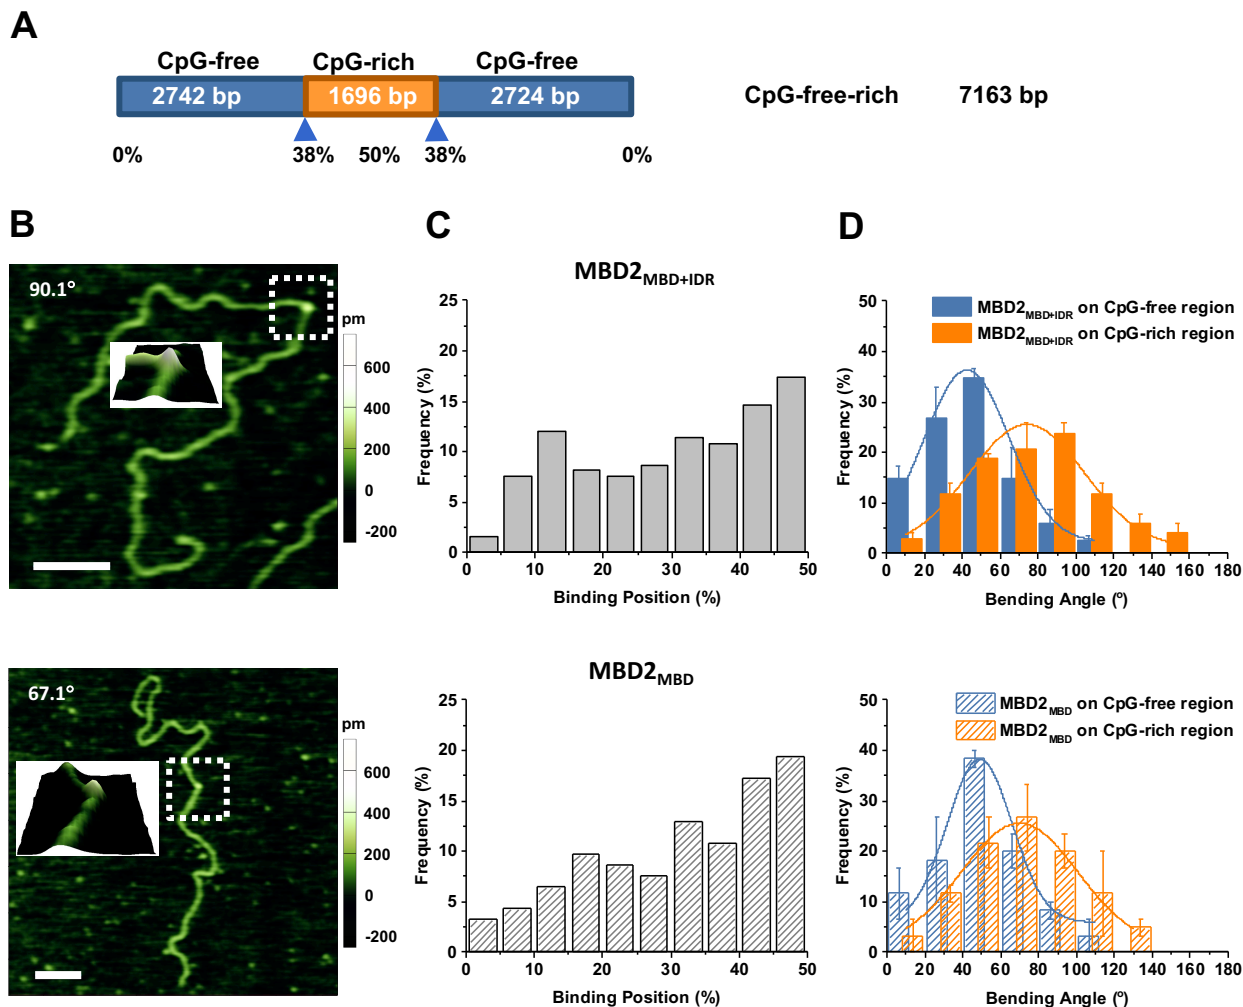 A
CpG-free CpG-rich CpG-free
2742 bp 1696 bp 2724 bp
CpG-free-rich 7163 bp
0% 38% 50% 38% 0%
B
90.1°
pm
600
400
200
0
-200
C
MBD2MBD+IDR
25
20
15
10
5
0
Frequency (%)
0 10 20 30 40 50
Binding Position (%)
D
MBD2MBD+IDR on CpG-free region
MBD2MBD+IDR on CpG-rich region
50
40
30
20
10
0
Frequency (%)
0 20 40 60 80 100 120 140 160 180
Bending Angle (º)
67.1°
pm
600
400
200
0
-200
MBD2MBD
25
20
15
10
5
0
Frequency (%)
0 10 20 30 40 50
Binding Position (%)
MBD2MBD on CpG-free region
MBD2MBD on CpG-rich region
50
40
30
20
10
0
Frequency (%)
0 20 40 60 80 100 120 140 160 180
Bending Angle (º)